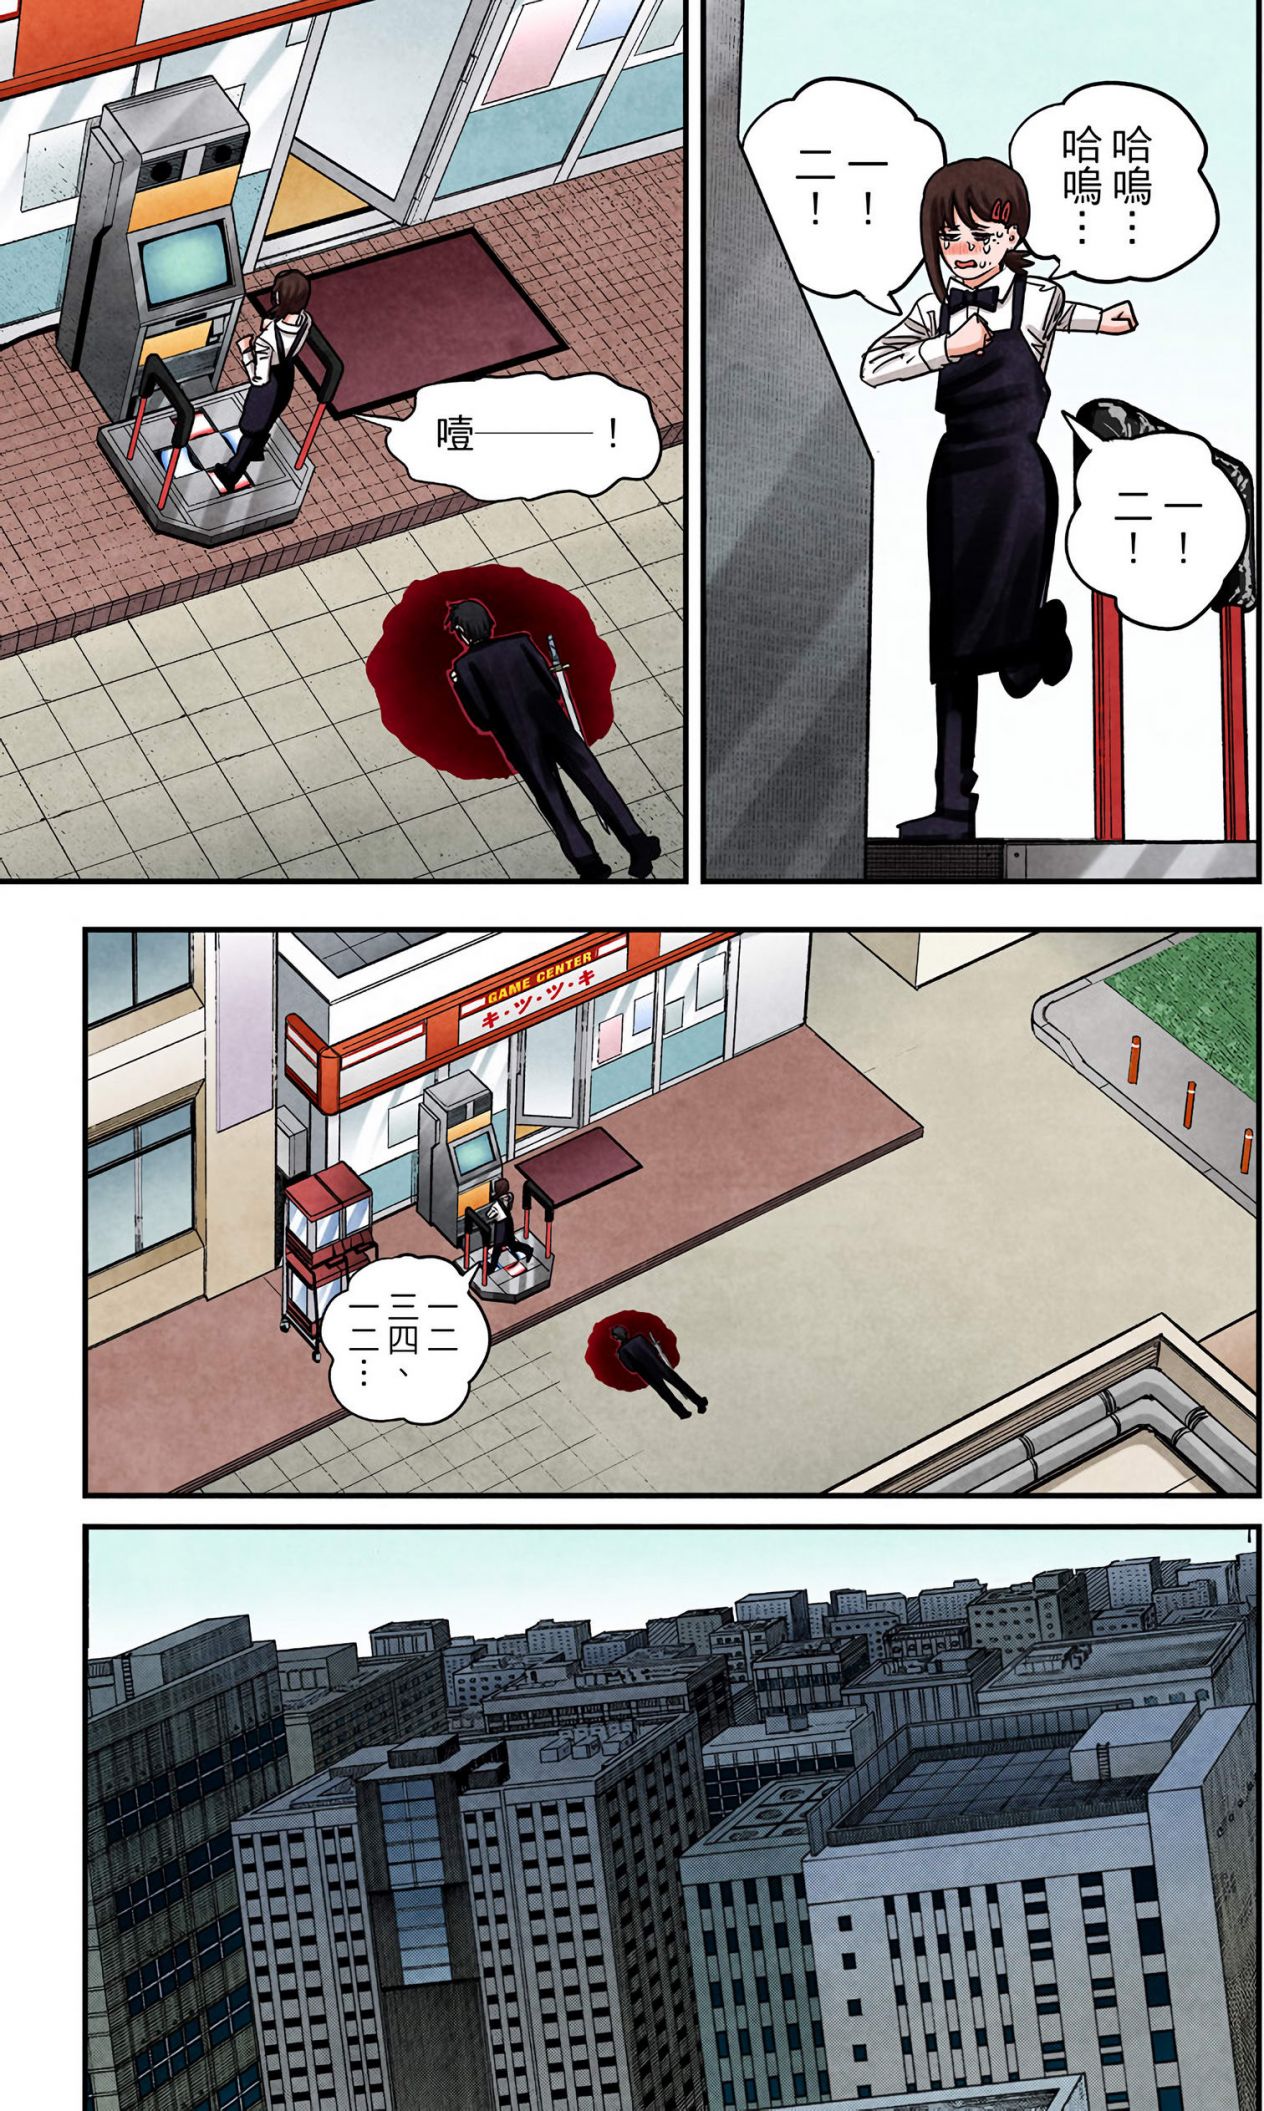 哈嗚…
哈嗚…
一！
二！
一！
二！
噎———！
GAME CENTER
キ・ツ・ツ・キ
一二
三四、
一二…